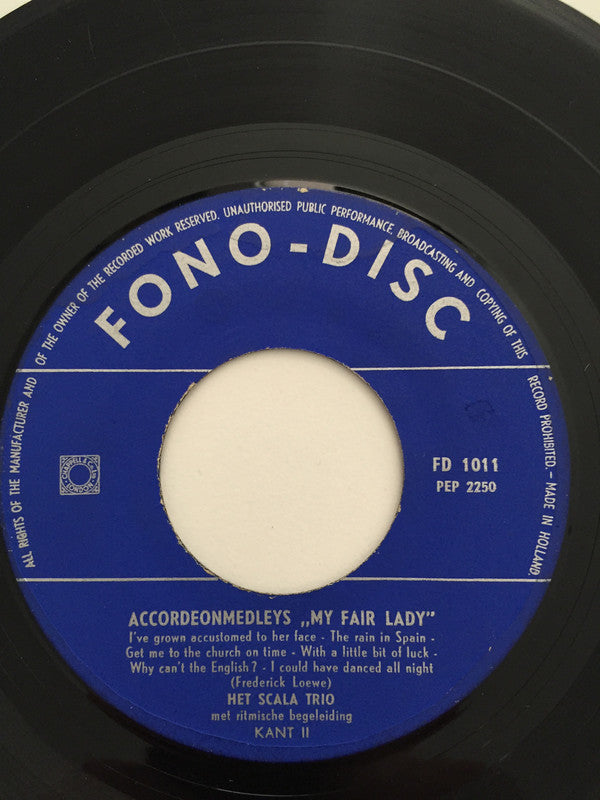 ALL RIGHTS OF THE MANUFACTURER AND OF THE OWNER OF THE RECORDED WORK RESERVED. UNAUTHORISED PUBLIC PERFORMANCE, BROADCASTING AND COPYING OF THIS RECORD PROHIBITED. - MADE IN HOLLAND
FONO-DISC
FD 1011
PEP 2250
ACCORDEONMEDLEYS „MY FAIR LADY"
I've grown accustomed to her face - The rain in Spain -
Get me to the church on time - With a little bit of luck -
Why can't the English? - I could have danced all night
(Frederick Loewe)
HET SCALA TRIO
met ritmische begeleiding
KANT II